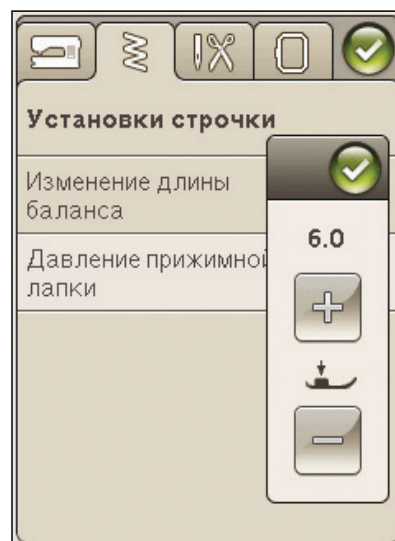 Установки строчки
Изменение длины
баланса
Давление прижимной
лапки
6.0